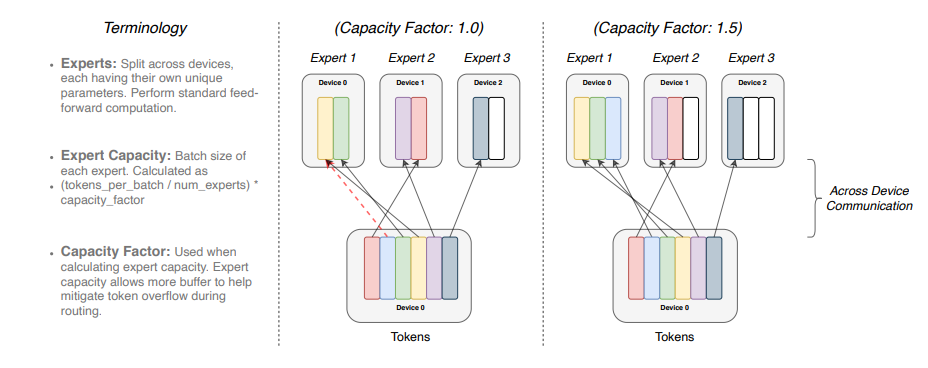 Terminology
• Experts: Split across devices,
each having their own unique
parameters. Perform standard feed-
forward computation.
• Expert Capacity: Batch size of
each expert. Calculated as
• (tokens_per_batch / num_experts) *
capacity_factor
• Capacity Factor: Used when
calculating expert capacity. Expert
capacity allows more buffer to help
mitigate token overflow during
routing.
(Capacity Factor: 1.0)
Expert 1 Expert 2 Expert 3
Device 0 Device 1 Device 2
Device 0
Tokens
(Capacity Factor: 1.5)
Expert 1 Expert 2 Expert 3
Device 0 Device 1 Device 2
Device 0
Tokens
Across Device
Communication